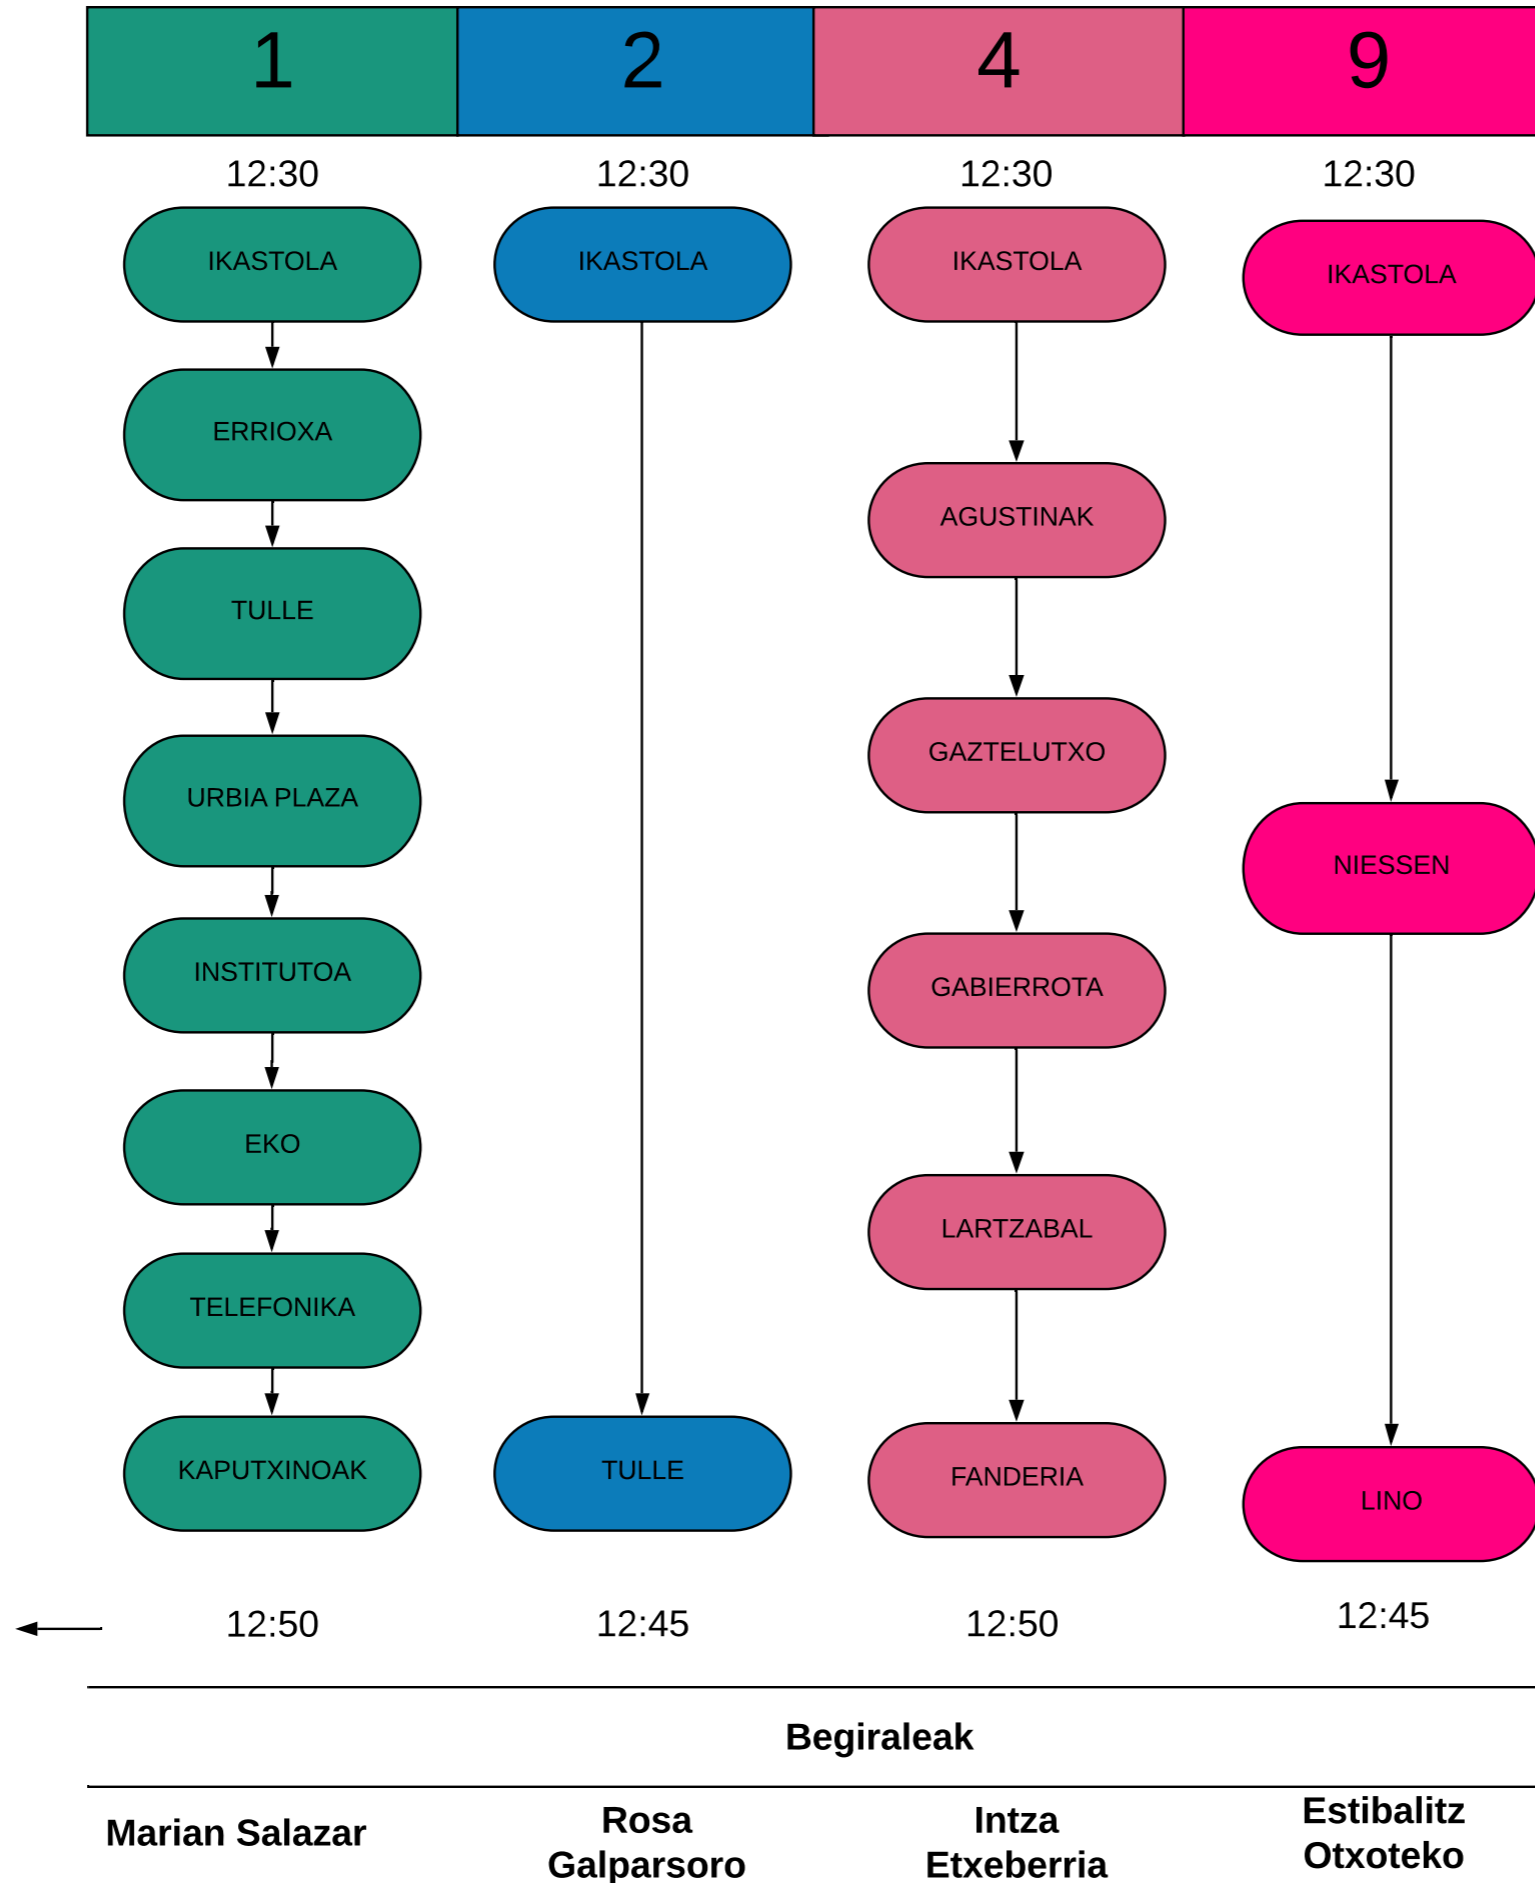 1 2 4 9
12:30 12:30 12:30 12:30
IKASTOLA IKASTOLA IKASTOLA IKASTOLA
ERRIOXA
AGUSTINAK
TULLE
GAZTELUTXO
URBIA PLAZA
NIESSEN
INSTITUTOA
GABIERROTA
EKO
LARTZABAL
TELEFONIKA
KAPUTXINOAK TULLE FANDERIA
LINO
12:50 12:45 12:50 12:45
Begiraleak
Marian Salazar
Rosa
Galparsoro
Intza
Etxeberria
Estibalitz
Otxoteko